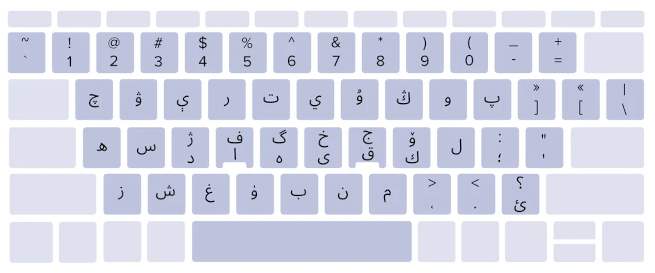 ~ ! @ # $ % ^ & * ) ( _ +
` 1 2 3 4 5 6 7 8 9 0 - =
چ ۋ ې ر ت ي ۇ ڭ و پ » « |
] [ \
ژ ف گ خ ج ۆ : "
ھ س د ا ە ى ق ك ل ؛ '
> < ؟
ز ش غ ۈ ب ن م ، . ئ